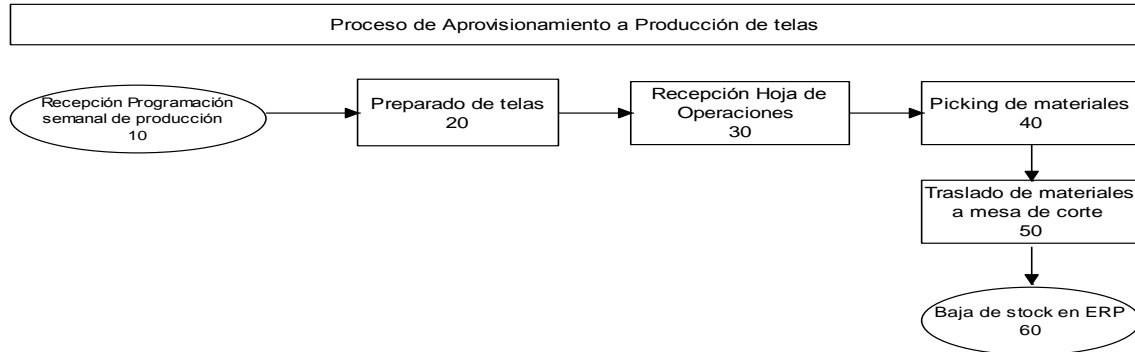 Proceso de Aprovisionamiento a Producción de telas
Recepción Programación
semanal de producción
10
Preparado de telas
20
Recepción Hoja de
Operaciones
30
Picking de materiales
40
Traslado de materiales
a mesa de corte
50
Baja de stock en ERP
60